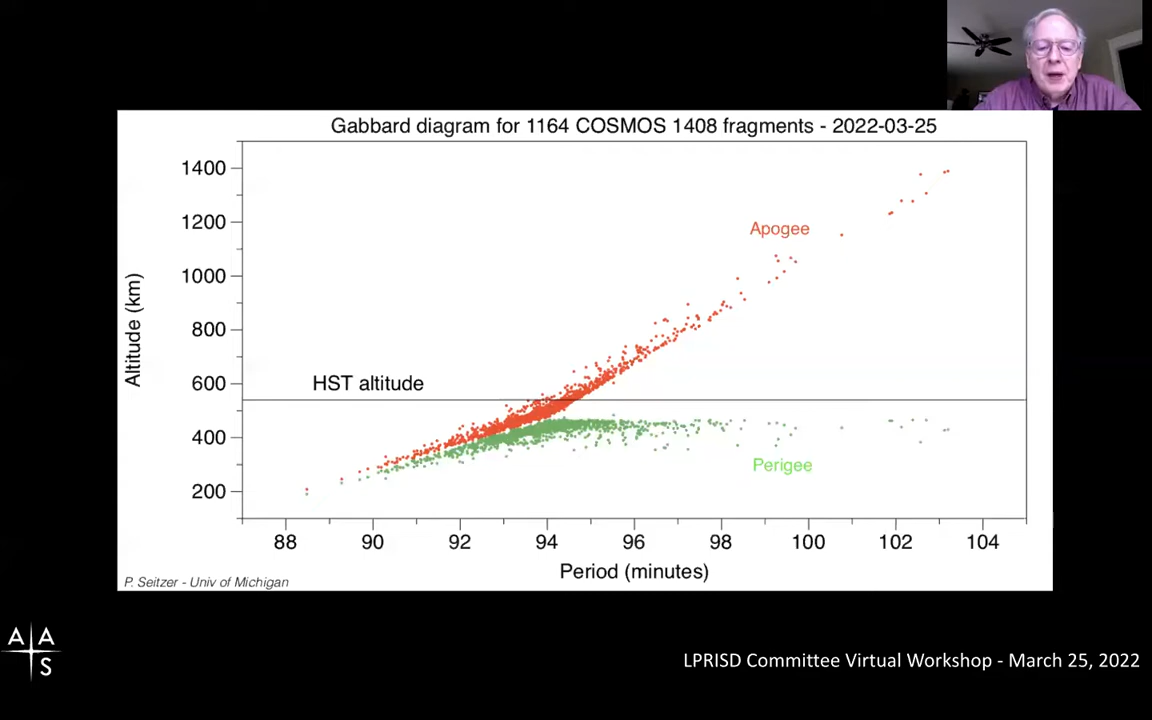 Gabbard diagram for 1164 COSMOS 1408 fragments - 2022-03-25
1400
1200
1000
800
600
400
200
Altitude (km)
Apogee
HST altitude
Perigee
88 90 92 94 96 98 100 102 104
Period (minutes)
P. Seitzer - Univ of Michigan
A A
S
LPRISD Committee Virtual Workshop - March 25, 2022